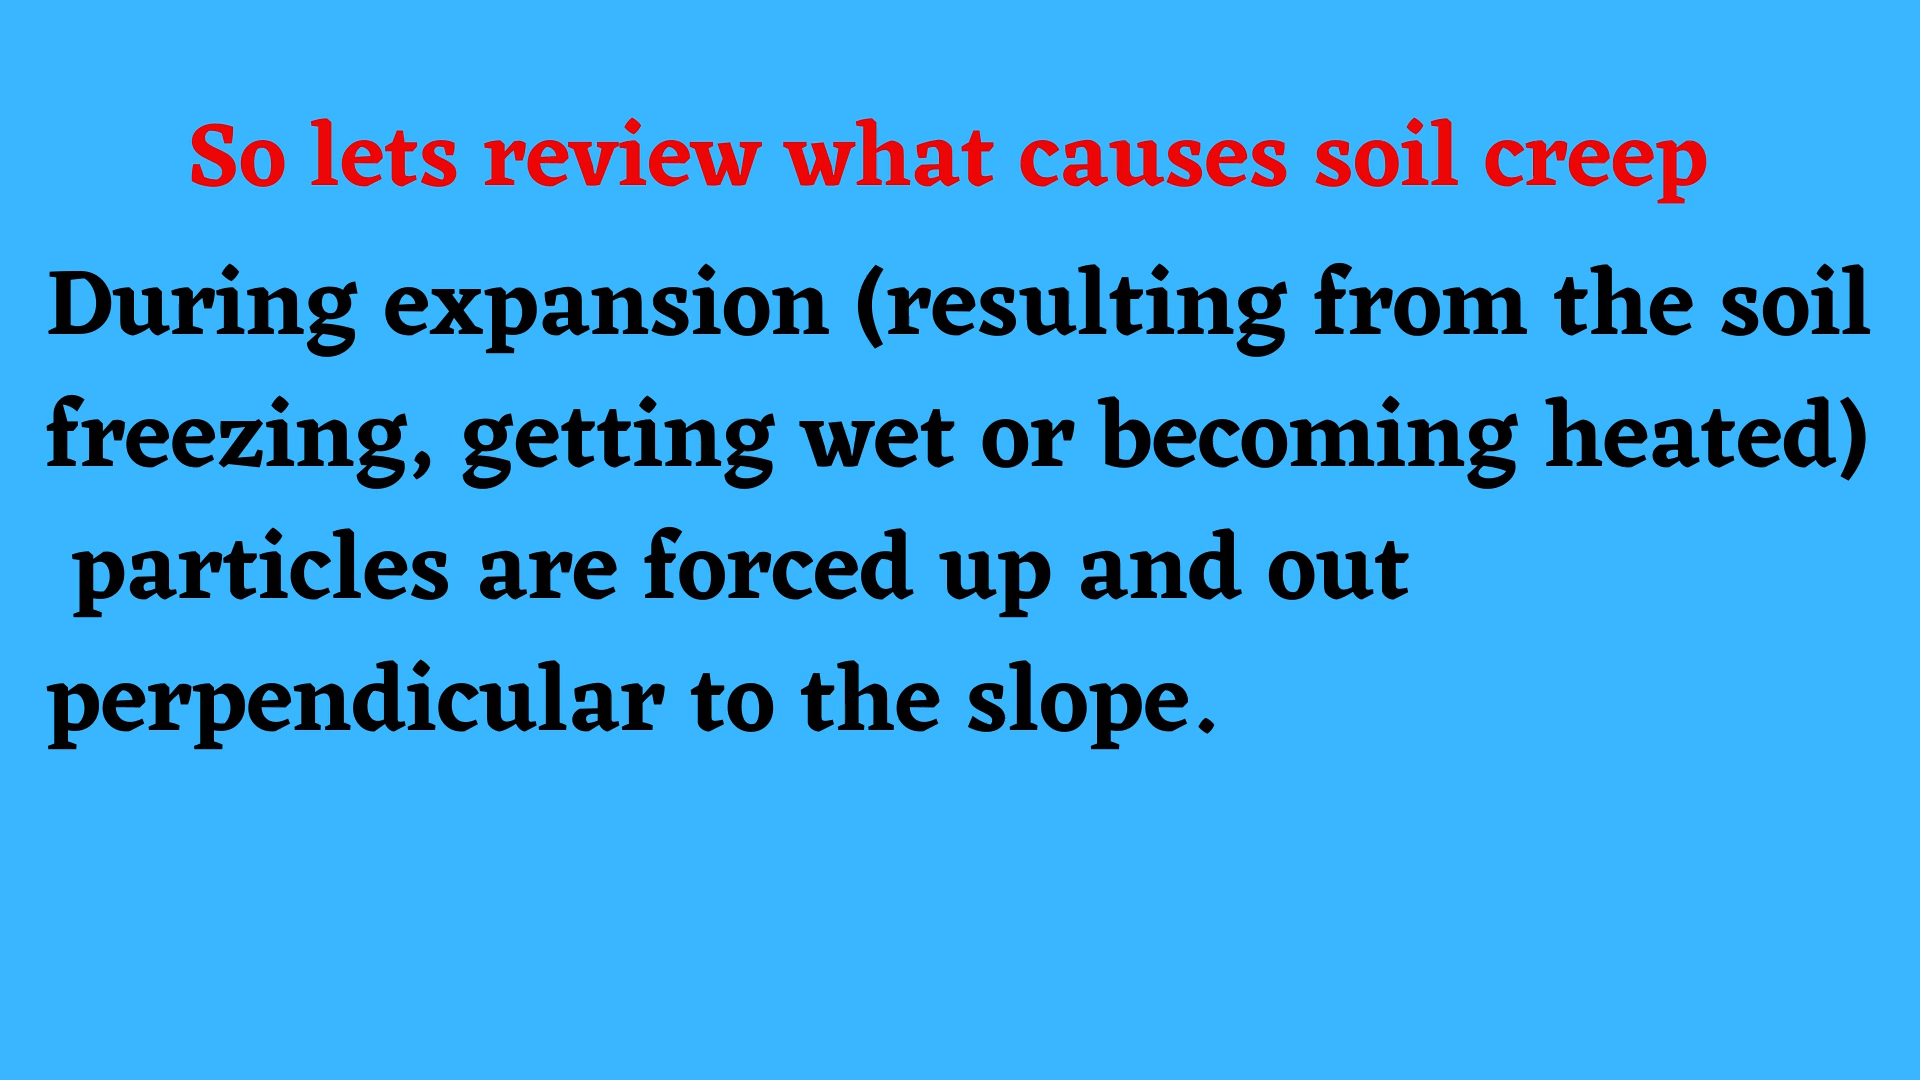 So lets review what causes soil creep
During expansion (resulting from the soil
freezing, getting wet or becoming heated)
particles are forced up and out
perpendicular to the slope.